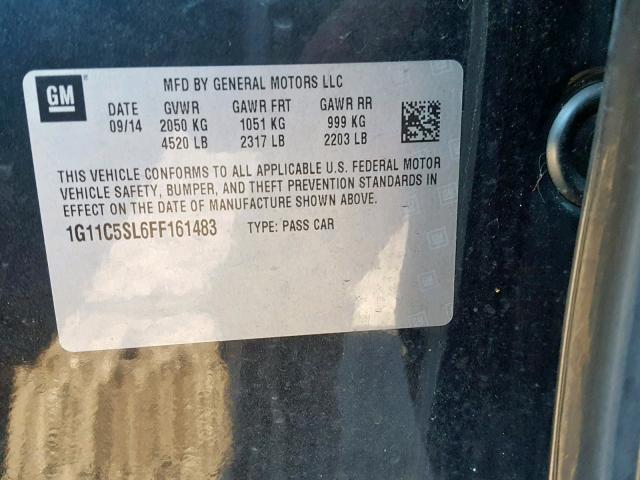 GM
MFD BY GENERAL MOTORS LLC
DATE GVWR GAWR FRT GAWR RR
09/14 2050 KG 1051 KG 999 KG
4520 LB 2317 LB 2203 LB
THIS VEHICLE CONFORMS TO ALL APPLICABLE U.S. FEDERAL MOTOR
VEHICLE SAFETY, BUMPER, AND THEFT PREVENTION STANDARDS IN
EFFECT ON THE DATE OF MANUFACTURE SHOWN ABOVE.
1G11C5SL6FF161483 TYPE: PASS CAR